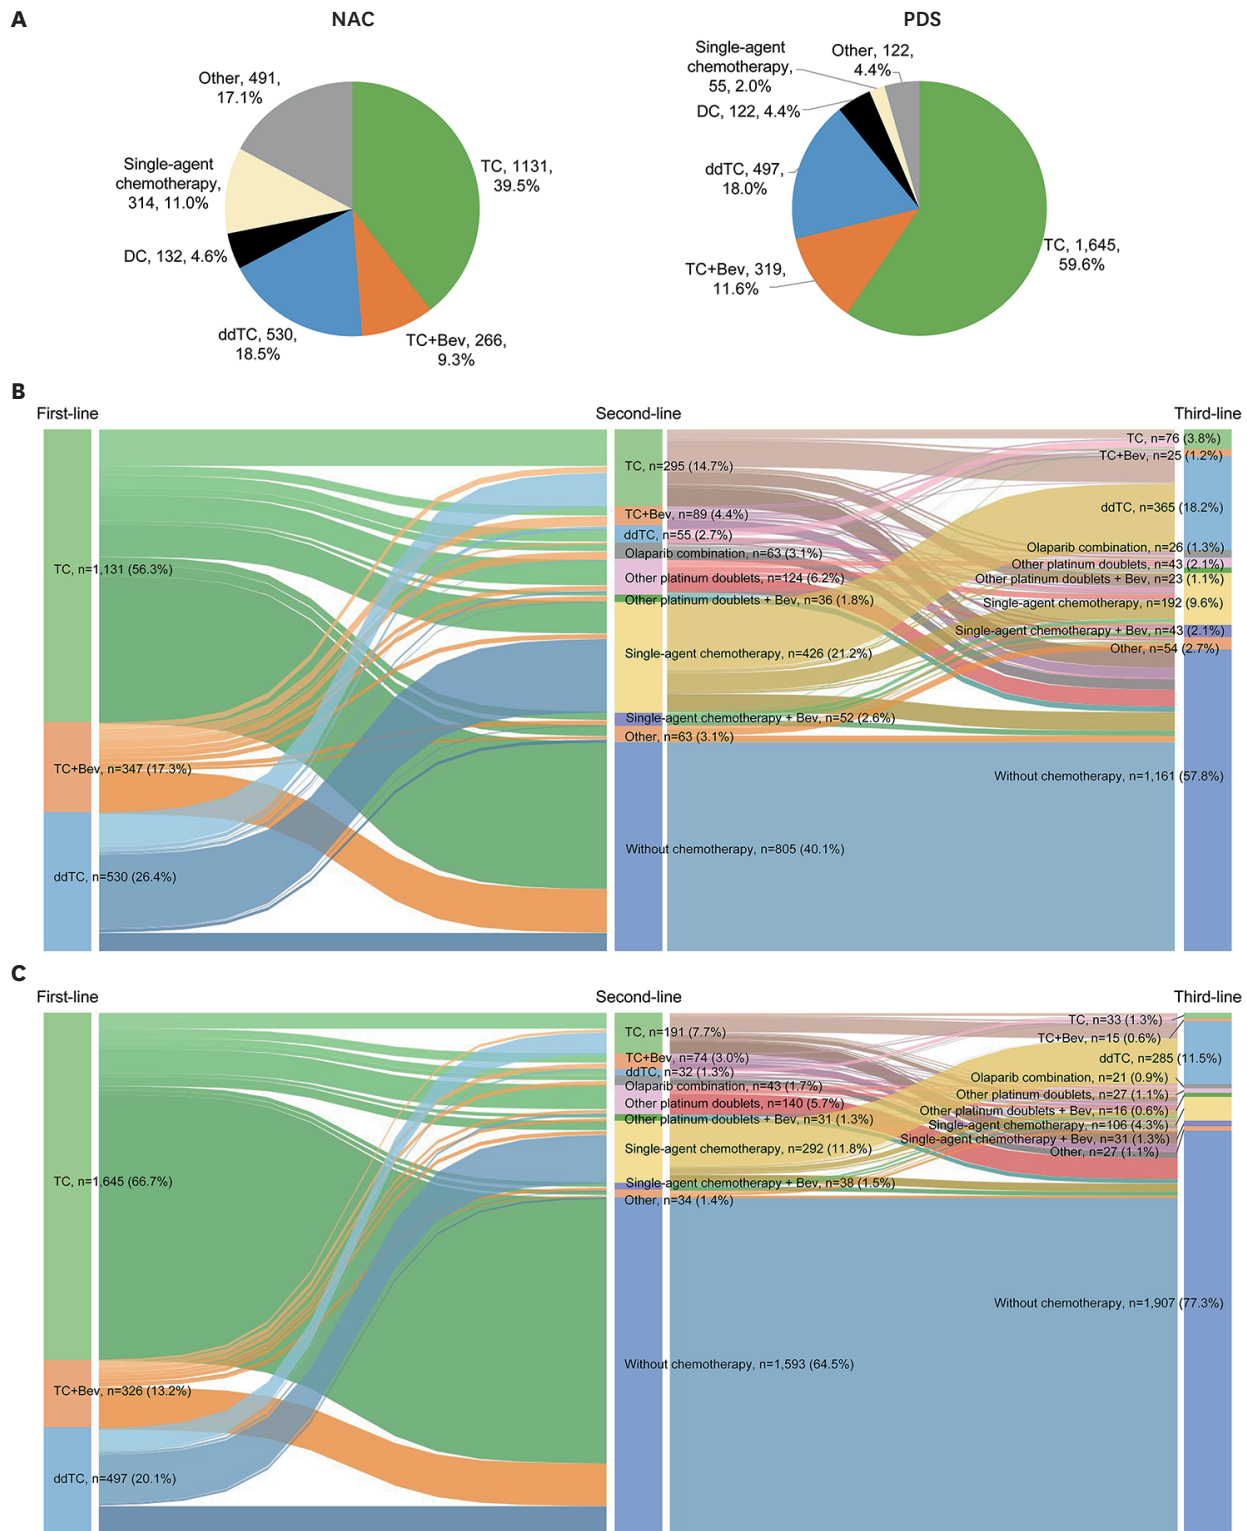 A
NAC
PDS
Other, 491,
17.1%
Single-agent
chemotherapy,
314, 11.0%
DC, 132, 4.6%
ddTC, 530,
18.5%
TC+Bev, 266,
9.3%
TC, 1131,
39.5%
Single-agent
chemotherapy,
55, 2.0%
Other, 122,
4.4%
DC, 122, 4.4%
ddTC, 497,
18.0%
TC+Bev, 319,
11.6%
TC, 1,645,
59.6%
B
First-line
Second-line
Third-line
TC, n=1,131 (56.3%)
TC+Bev, n=347 (17.3%)
ddTC, n=530 (26.4%)
TC, n=295 (14.7%)
TC+Bev, n=89 (4.4%)
ddTC, n=55 (2.7%)
Olaparib combination, n=63 (3.1%)
Other platinum doublets, n=124 (6.2%)
Other platinum doublets + Bev, n=36 (1.8%)
Single-agent chemotherapy, n=426 (21.2%)
Single-agent chemotherapy + Bev, n=52 (2.6%)
Other, n=63 (3.1%)
Without chemotherapy, n=805 (40.1%)
TC, n=76 (3.8%)
TC+Bev, n=25 (1.2%)
ddTC, n=365 (18.2%)
Olaparib combination, n=26 (1.3%)
Other platinum doublets, n=43 (2.1%)
Other platinum doublets + Bev, n=23 (1.1%)
Single-agent chemotherapy, n=192 (9.6%)
Single-agent chemotherapy + Bev, n=43 (2.1%)
Other, n=54 (2.7%)
Without chemotherapy, n=1,161 (57.8%)
C
First-line
Second-line
Third-line
TC, n=1,645 (66.7%)
TC+Bev, n=326 (13.2%)
ddTC, n=497 (20.1%)
TC, n=191 (7.7%)
TC+Bev, n=74 (3.0%)
ddTC, n=32 (1.3%)
Olaparib combination, n=43 (1.7%)
Other platinum doublets, n=140 (5.7%)
Other platinum doublets + Bev, n=31 (1.3%)
Single-agent chemotherapy, n=292 (11.8%)
Single-agent chemotherapy + Bev, n=38 (1.5%)
Other, n=34 (1.4%)
Without chemotherapy, n=1,593 (64.5%)
TC, n=33 (1.3%)
TC+Bev, n=15 (0.6%)
ddTC, n=285 (11.5%)
Olaparib combination, n=21 (0.9%)
Other platinum doublets, n=27 (1.1%)
Other platinum doublets + Bev, n=16 (0.6%)
Single-agent chemotherapy, n=106 (4.3%)
Single-agent chemotherapy + Bev, n=31 (1.3%)
Other, n=27 (1.1%)
Without chemotherapy, n=1,907 (77.3%)